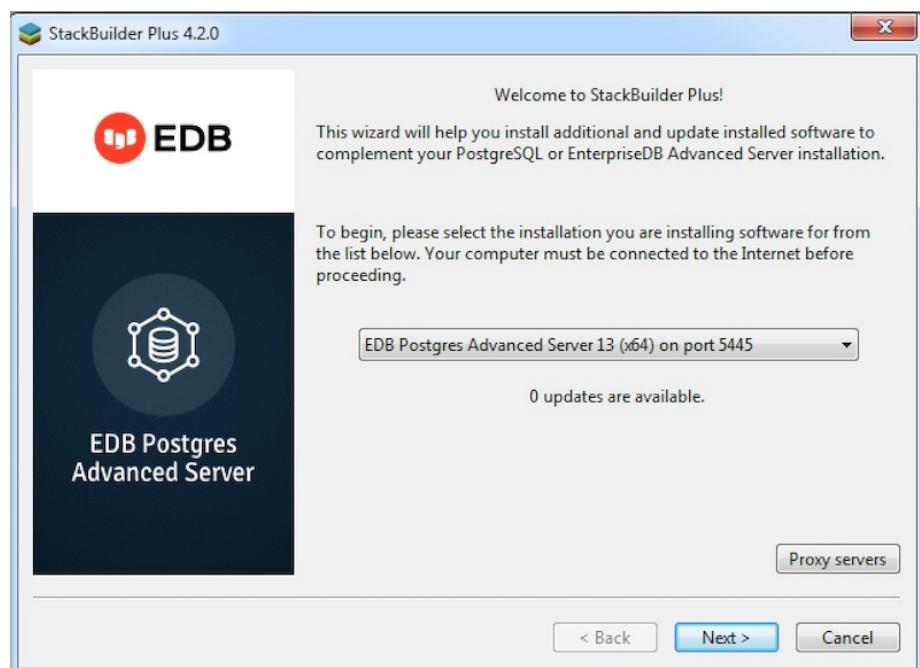 StackBuilder Plus 4.2.0
EDB
EDB Postgres
Advanced Server
Welcome to StackBuilder Plus!
This wizard will help you install additional and update installed software to
complement your PostgreSQL or EnterpriseDB Advanced Server installation.
To begin, please select the installation you are installing software for from
the list below. Your computer must be connected to the Internet before
proceeding.
EDB Postgres Advanced Server 13 (x64) on port 5445
0 updates are available.
Proxy servers
< Back
Next >
Cancel